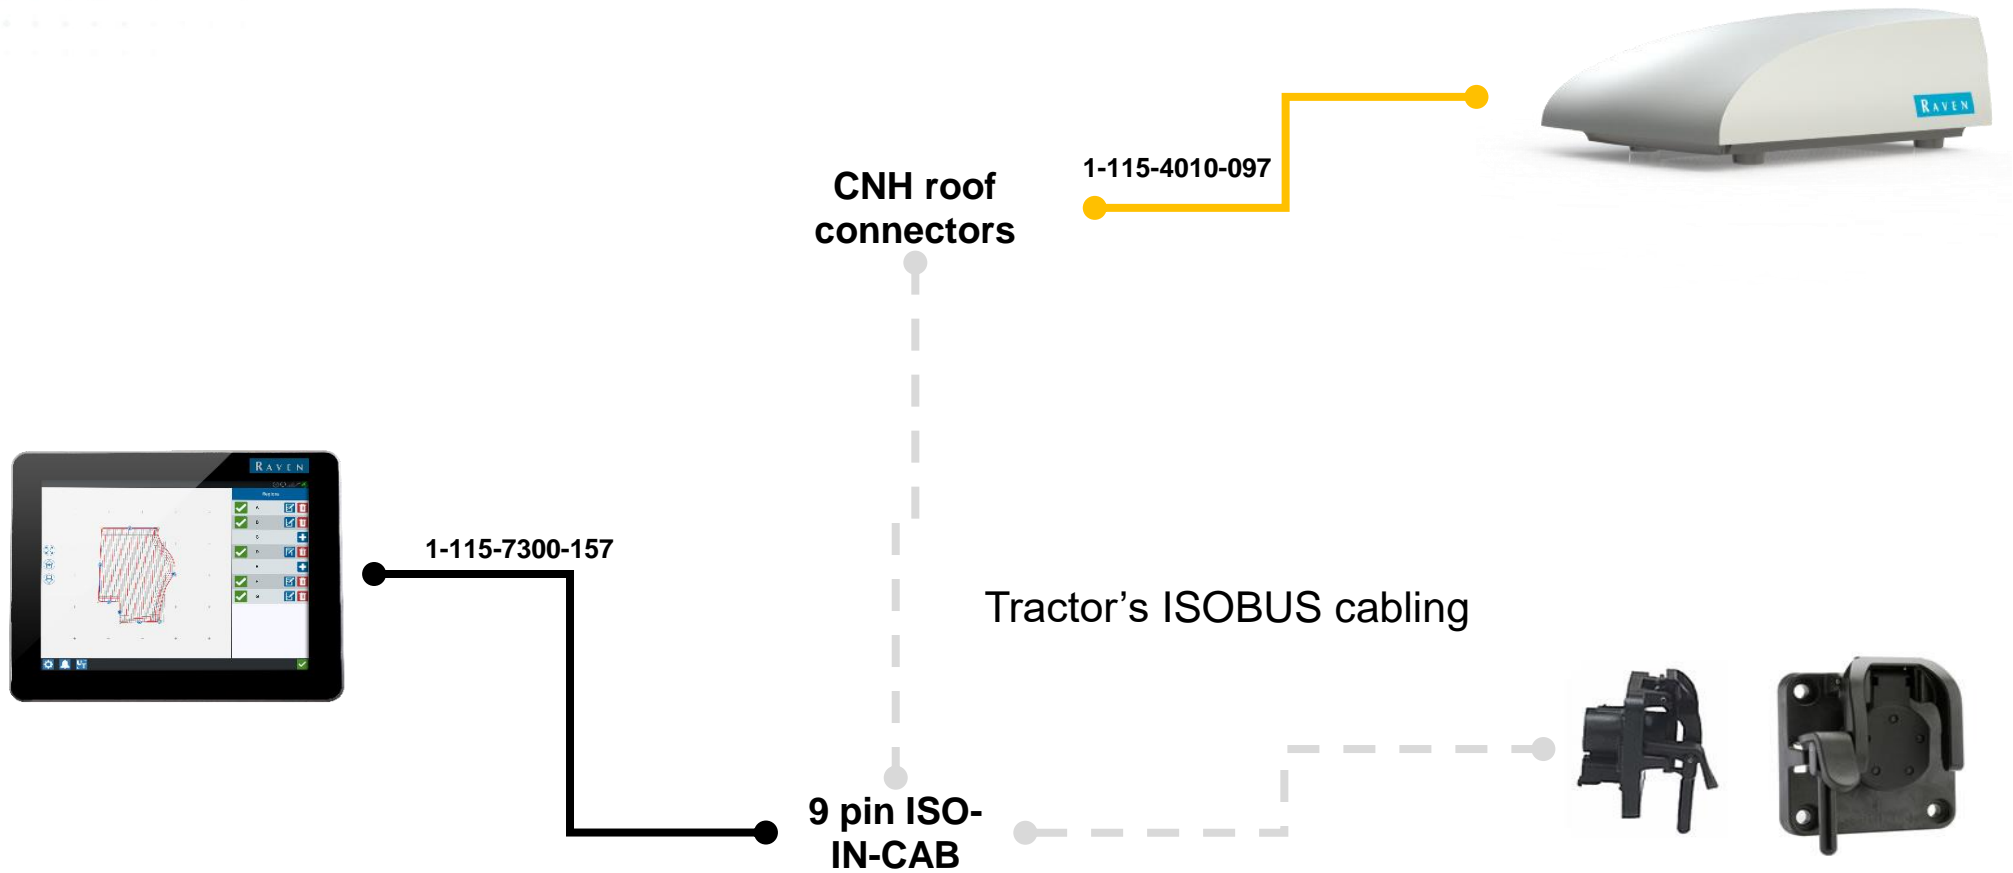 RAVEN
1-115-4010-097
CNH roof
connectors
RAVEN
Regions
1-115-7300-157
Tractor’s ISOBUS cabling
9 pin ISO-
IN-CAB